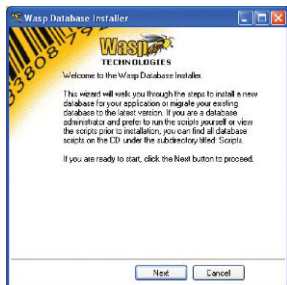 Wasp Database Installer
33808
Wasp
TECHNOLOGIES
Welcome to the Wasp Database Installer.
This wizard will walk you through the steps to install a new
database for your application or migrate your existing
database to the latest version. If you are a database
administrator and prefer to run the scripts yourself or view
the scripts prior to installation, you can find all database
scripts on the CD under the subdirectory titled: Scripts.
If you are ready to start, click the Next button to proceed.
Next
Cancel